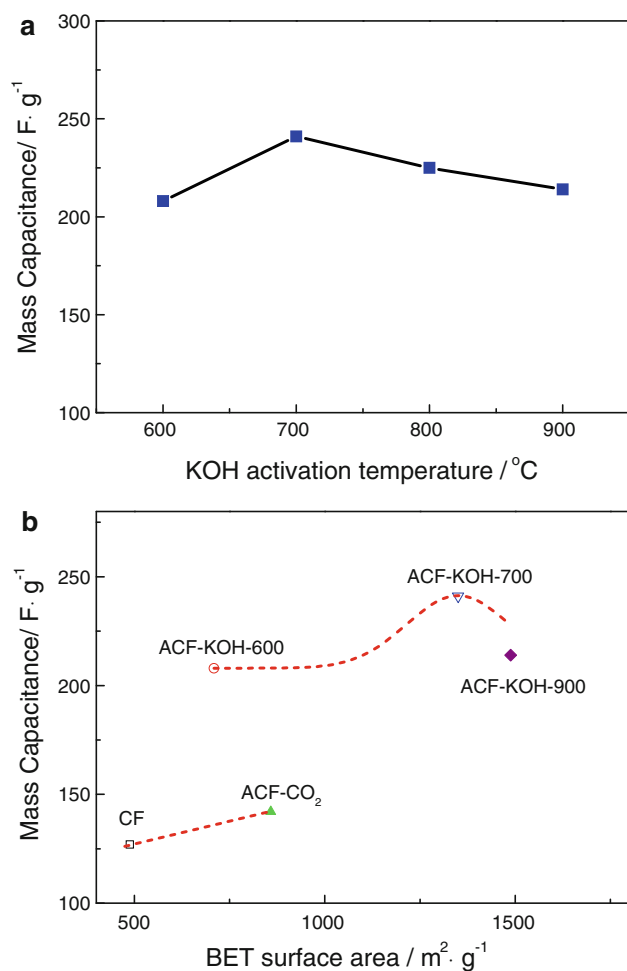 a
300
250
200
150
100
Mass Capacitance/ F· g⁻¹
600 700 800 900
KOH activation temperature / °C
b
250
200
150
100
Mass Capacitance/ F· g⁻¹
ACF-KOH-700
ACF-KOH-600
ACF-KOH-900
ACF-CO₂
CF
500 1000 1500
BET surface area / m²· g⁻¹